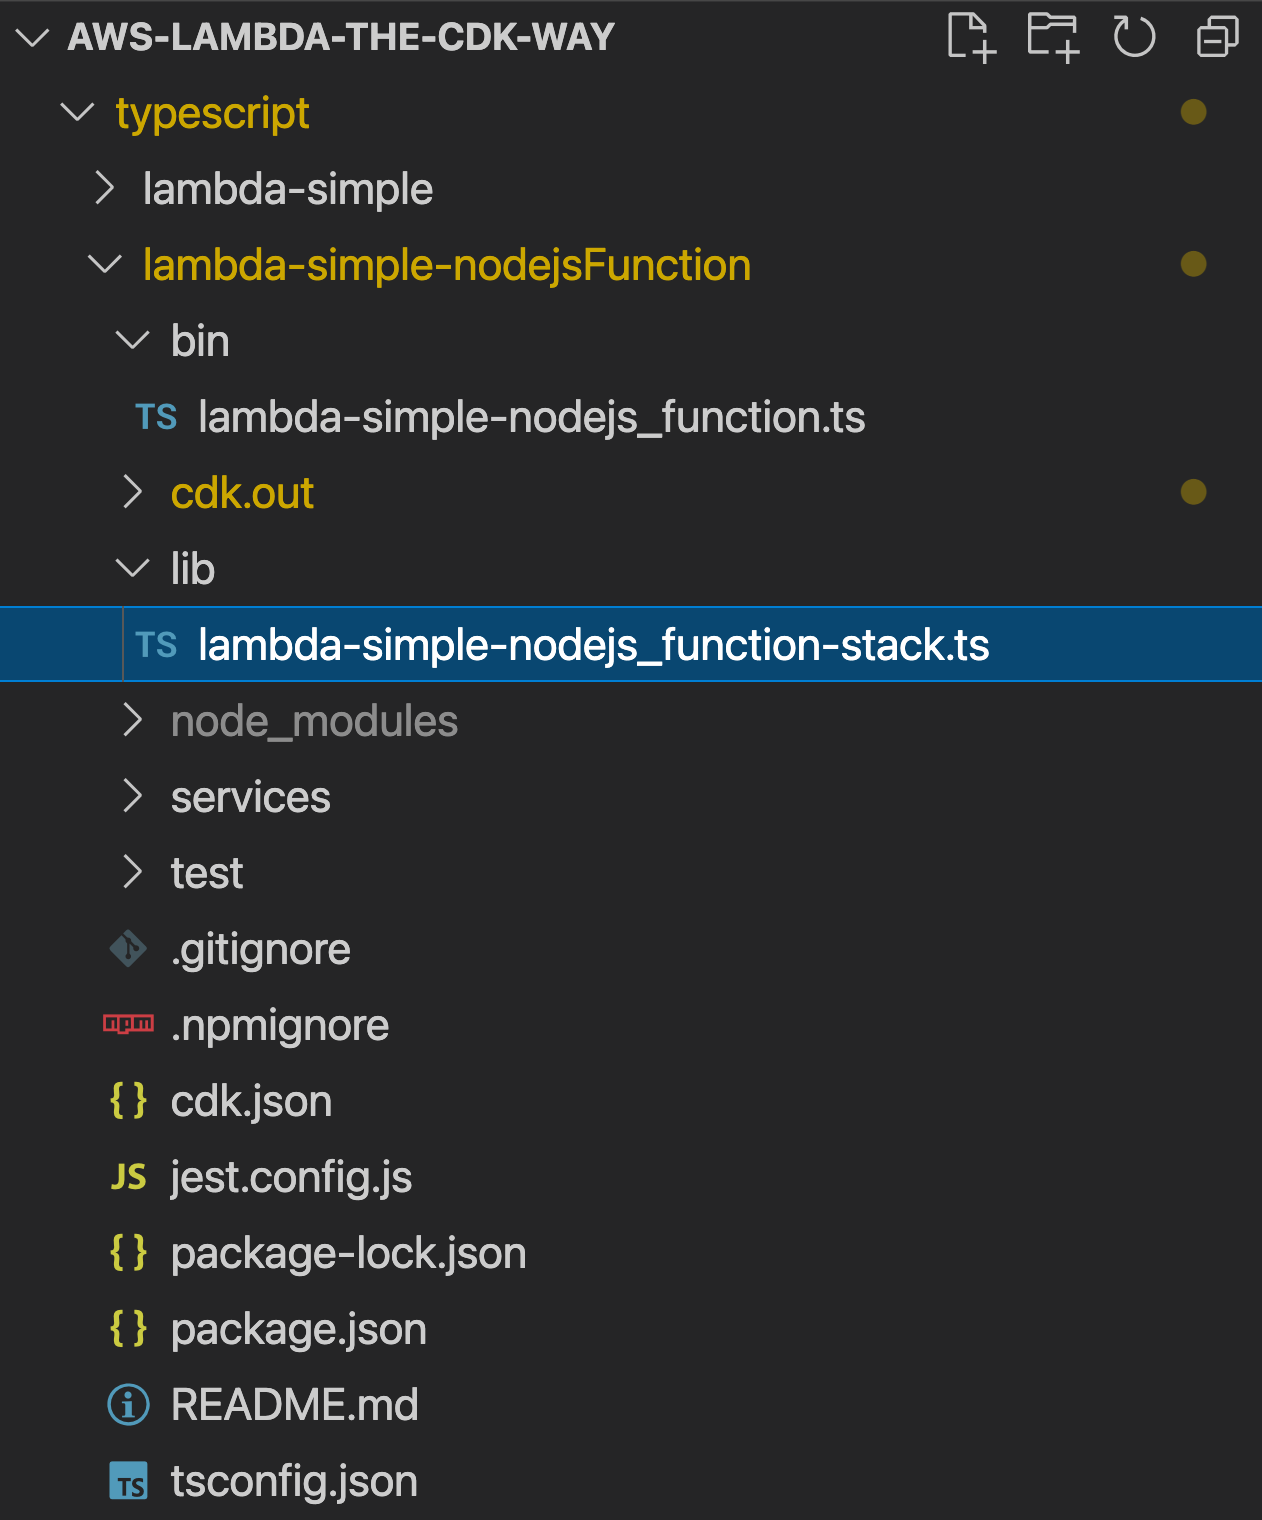 AWS-LAMBDA-THE-CDK-WAY
typescript
lambda-simple
lambda-simple-nodejsFunction
bin
TS lambda-simple-nodejs_function.ts
cdk.out
lib
TS lambda-simple-nodejs_function-stack.ts
node_modules
services
test
.gitignore
.npmignore
{} cdk.json
JS jest.config.js
{} package-lock.json
{} package.json
README.md
TS tsconfig.json